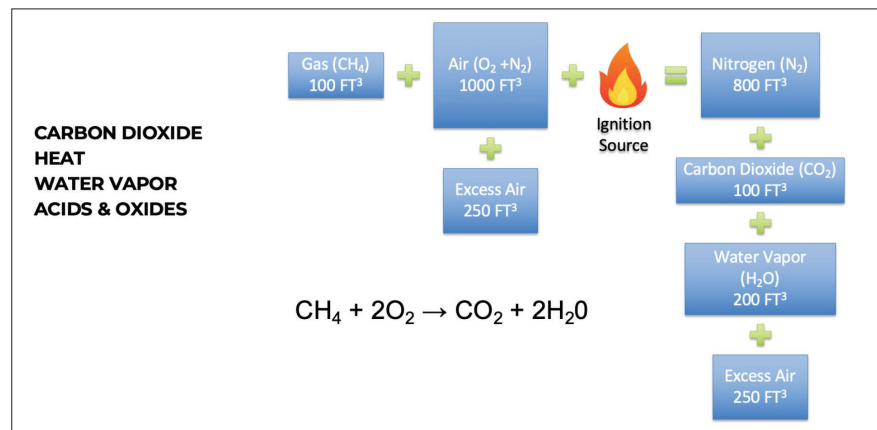 CARBON DIOXIDE
HEAT
WATER VAPOR
ACIDS & OXIDES
Gas (CH₄)
100 FT³
Air (O₂ +N₂)
1000 FT³
Excess Air
250 FT³
Ignition
Source
Nitrogen (N₂)
800 FT³
Carbon Dioxide (CO₂)
100 FT³
Water Vapor
(H₂O)
200 FT³
Excess Air
250 FT³
CH₄ + 2O₂ → CO₂ + 2H₂0